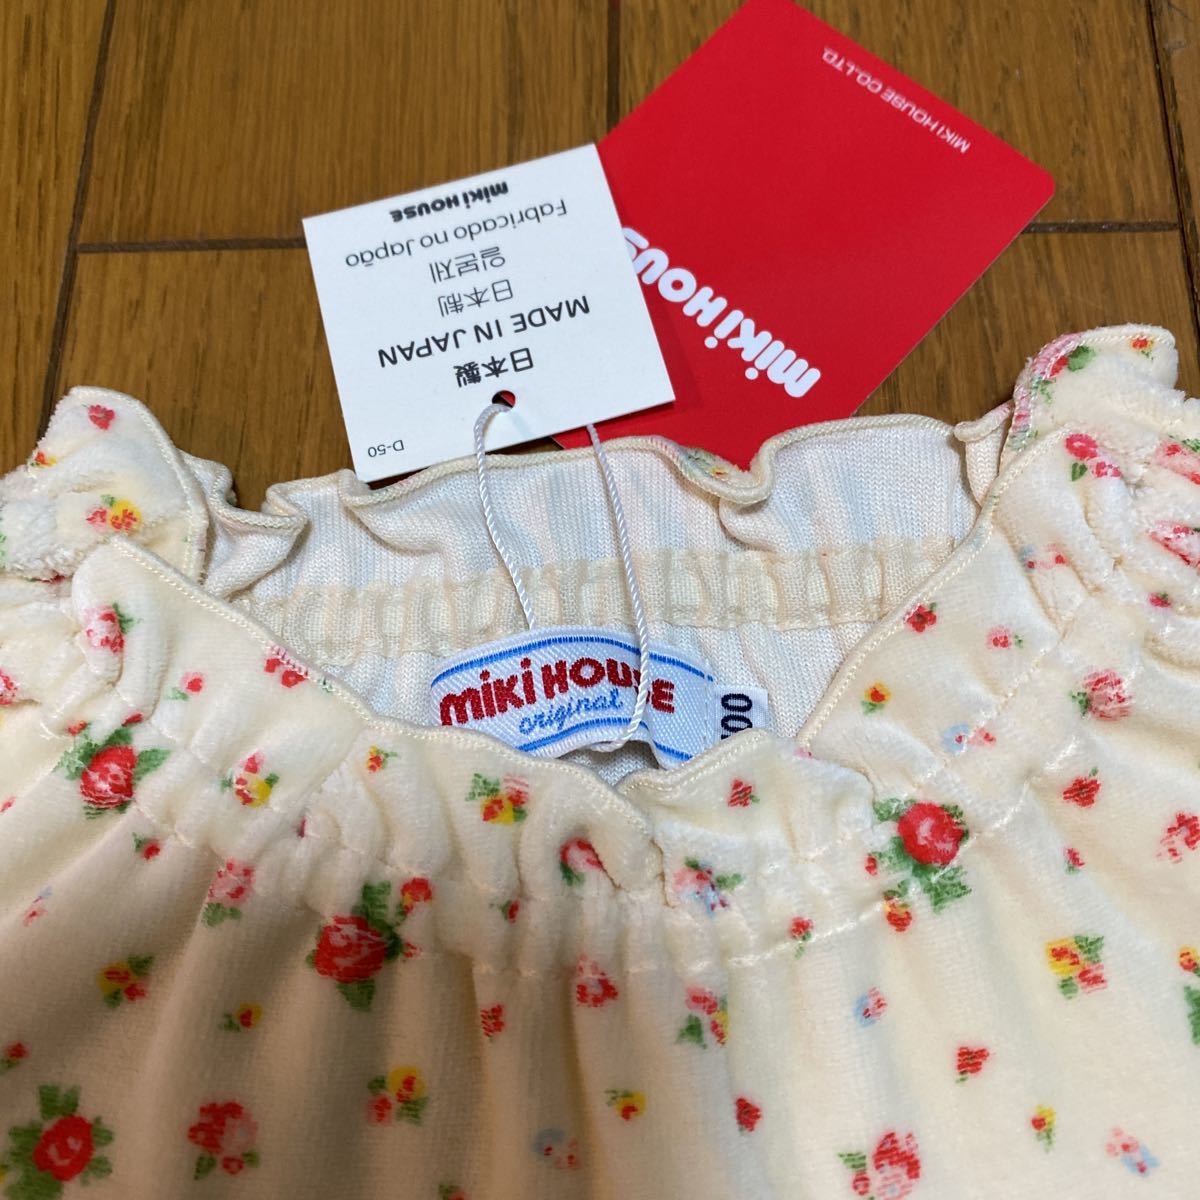 MIKI HOUSE CO.,LTD.
miKiHOUSE
日本製
MADE IN JAPAN
日本制
일본제
Fabricado no Japão
miKiHOUSE
D-50
miKiHOUSE
original